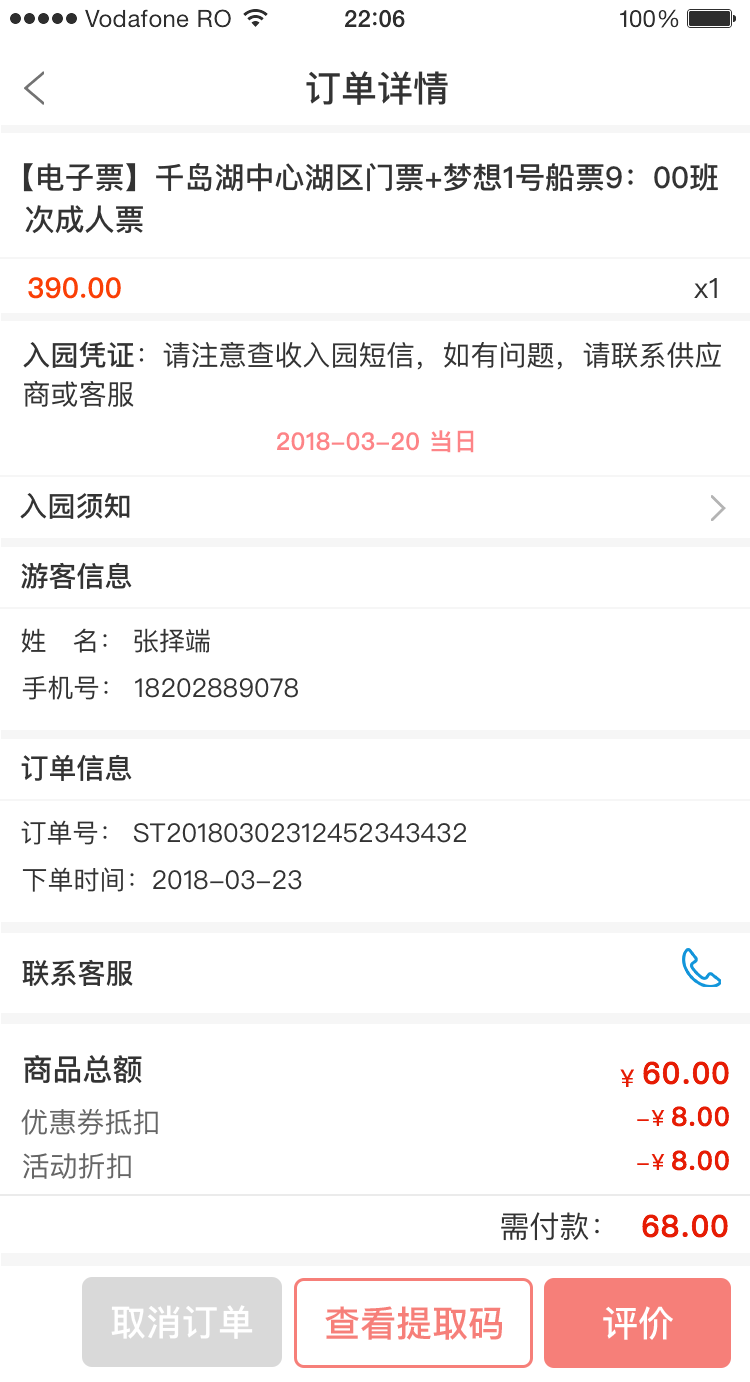 Vodafone RO 22:06 100%
订单详情
【电子票】千岛湖中心湖区门票+梦想1号船票9：00班
次成人票
390.00 x1
入园凭证：请注意查收入园短信，如有问题，请联系供应
商或客服
2018-03-20 当日
入园须知
游客信息
姓 名： 张择端
手机号： 18202889078
订单信息
订单号： ST20180302312452343432
下单时间：2018-03-23
联系客服
商品总额 ¥ 60.00
优惠券抵扣 -¥ 8.00
活动折扣 -¥ 8.00
需付款： 68.00
取消订单 查看提取码 评价